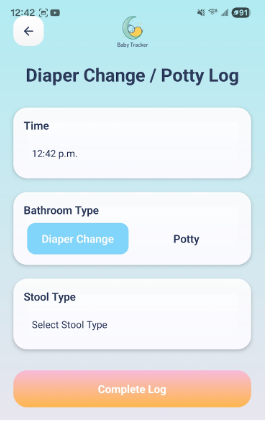 12:42
91
Baby Tracker
Diaper Change / Potty Log
Time
12:42 p.m.
Bathroom Type
Diaper Change
Potty
Stool Type
Select Stool Type
Complete Log